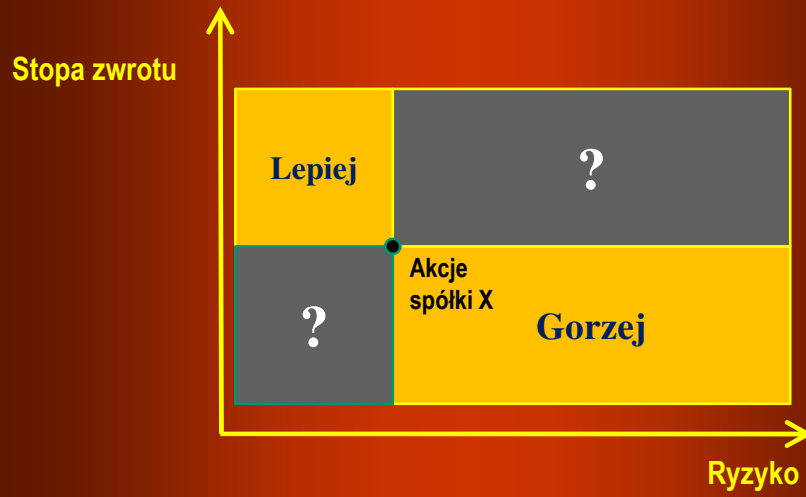 Stopa zwrotu
Lepiej
?
Akcje
spółki X
?
Gorzej
Ryzyko